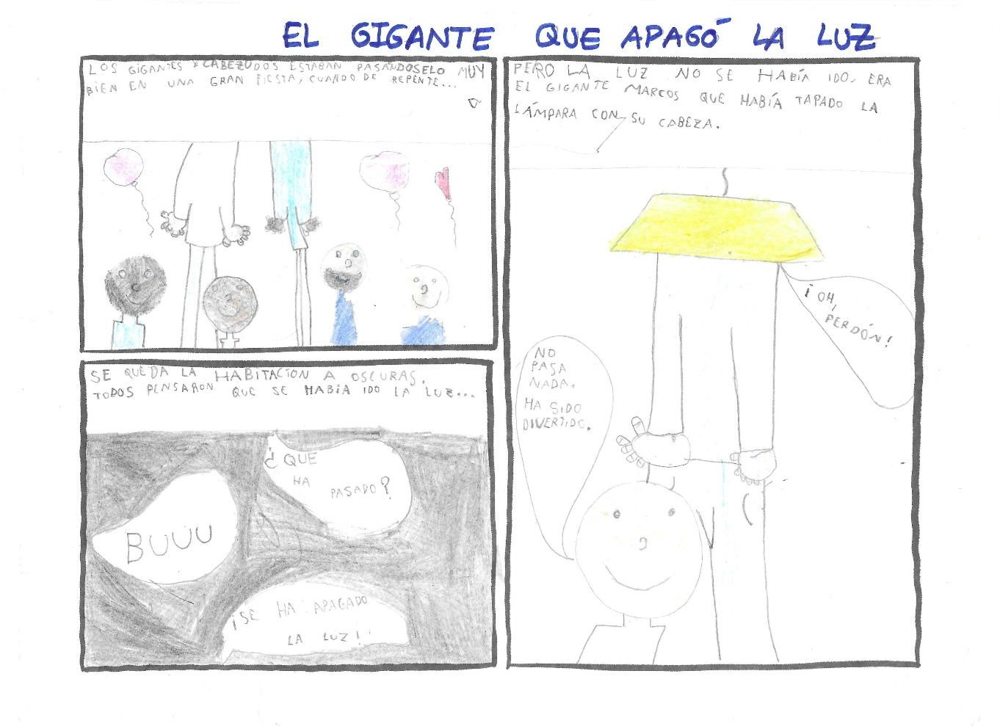 EL GIGANTE QUE APAGÓ LA LUZ
LOS GIGANTES Y CABEZUDOS ESTABAN PASÁNDOSELO MUY
BIEN EN UNA GRAN FIESTA, CUANDO DE REPENTE...
SE QUEDA LA HABITACIÓN A OSCURAS.
TODOS PENSARON QUE SE HABÍA IDO LA LUZ...
¿QUE
HA
PASADO?
BUUU
¡SE HA APAGADO
LA LUZ!
PERO LA LUZ NO SE HABÍA IDO. ERA
EL GIGANTE MARCOS QUE HABÍA TAPADO LA
LÁMPARA CON SU CABEZA.
¡OH,
PERDÓN!
NO
PASA
NADA.
HA SIDO
DIVERTIDO.